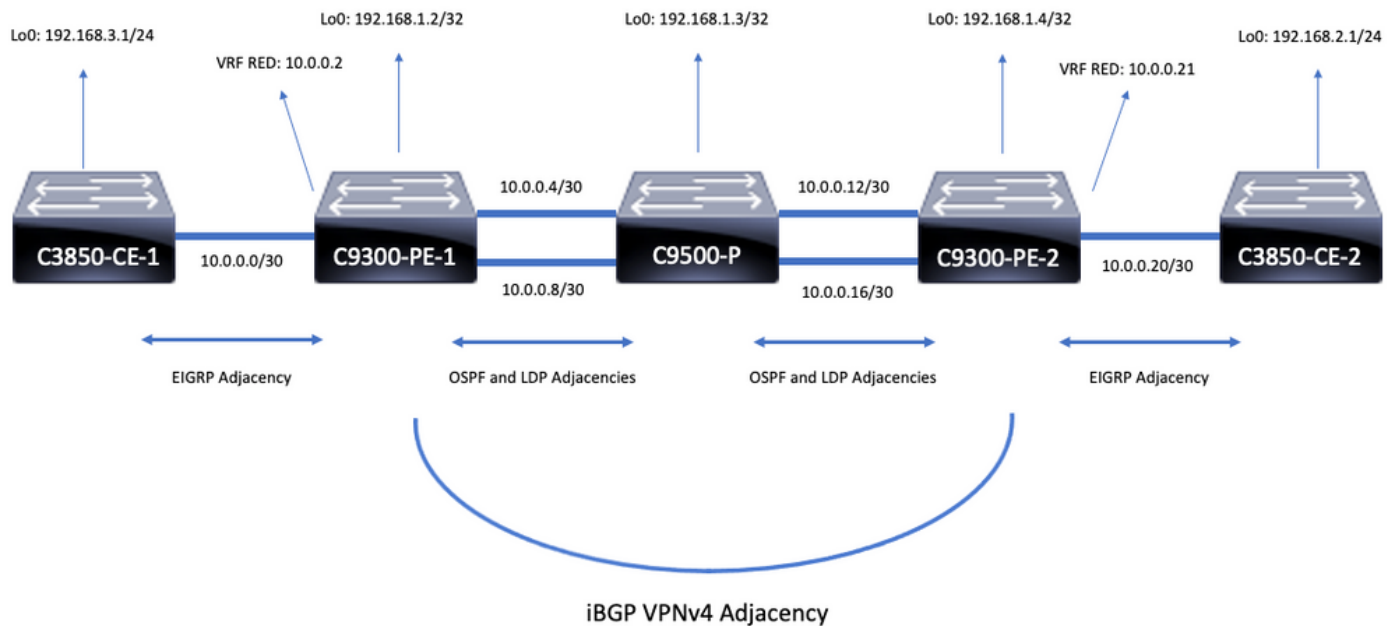 Lo0: 192.168.3.1/24
Lo0: 192.168.1.2/32
Lo0: 192.168.1.3/32
Lo0: 192.168.1.4/32
Lo0: 192.168.2.1/24
VRF RED: 10.0.0.2
VRF RED: 10.0.0.21
10.0.0.4/30
10.0.0.12/30
C3850-CE-1
10.0.0.0/30
C9300-PE-1
C9500-P
C9300-PE-2
10.0.0.20/30
C3850-CE-2
10.0.0.8/30
10.0.0.16/30
EIGRP Adjacency
OSPF and LDP Adjacencies
OSPF and LDP Adjacencies
EIGRP Adjacency
iBGP VPNv4 Adjacency